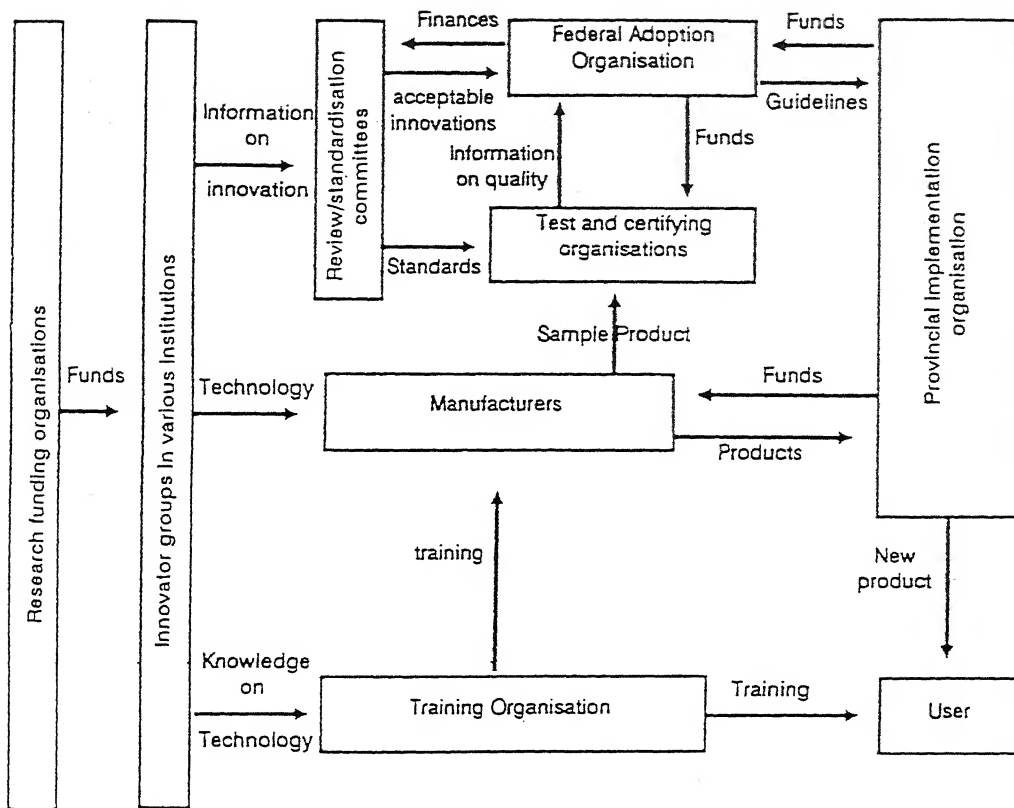 Research funding organisations
Funds
Innovator groups In various Institutions
Information
on
innovation
Technology
Knowledge
on
Technology
Review/standardisation
committees
Finances
acceptable
innovations
Standards
Federal Adoption
Organisation
Information
on quality
Funds
Test and certifying
organisations
Sample Product
Manufacturers
training
Training Organisation
Funds
Guidelines
Funds
Products
Training
Provincial Implementation
organisation
New
product
User